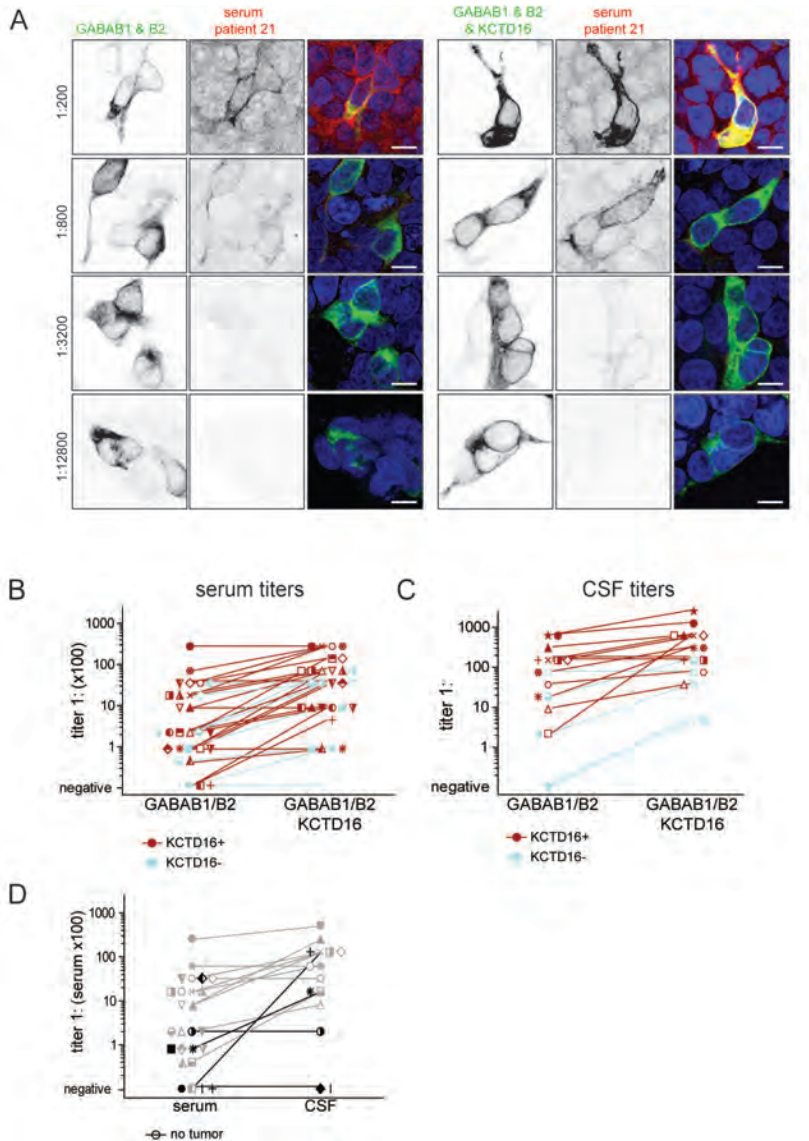 A
GABAB1 & B2
serum
patient 21
GABAB1 & B2
& KCTD16
serum
patient 21
1:200
1:800
1:3200
1:12800
B
serum titers
titer 1: (x100)
1000
100
10
1
negative
GABAB1/B2
GABAB1/B2
KCTD16
KCTD16+
KCTD16-
C
CSF titers
titer 1:
1000
100
10
1
negative
GABAB1/B2
GABAB1/B2
KCTD16
KCTD16+
KCTD16-
D
titer 1: (serum x100)
1000
100
10
1
negative
serum
CSF
no tumor